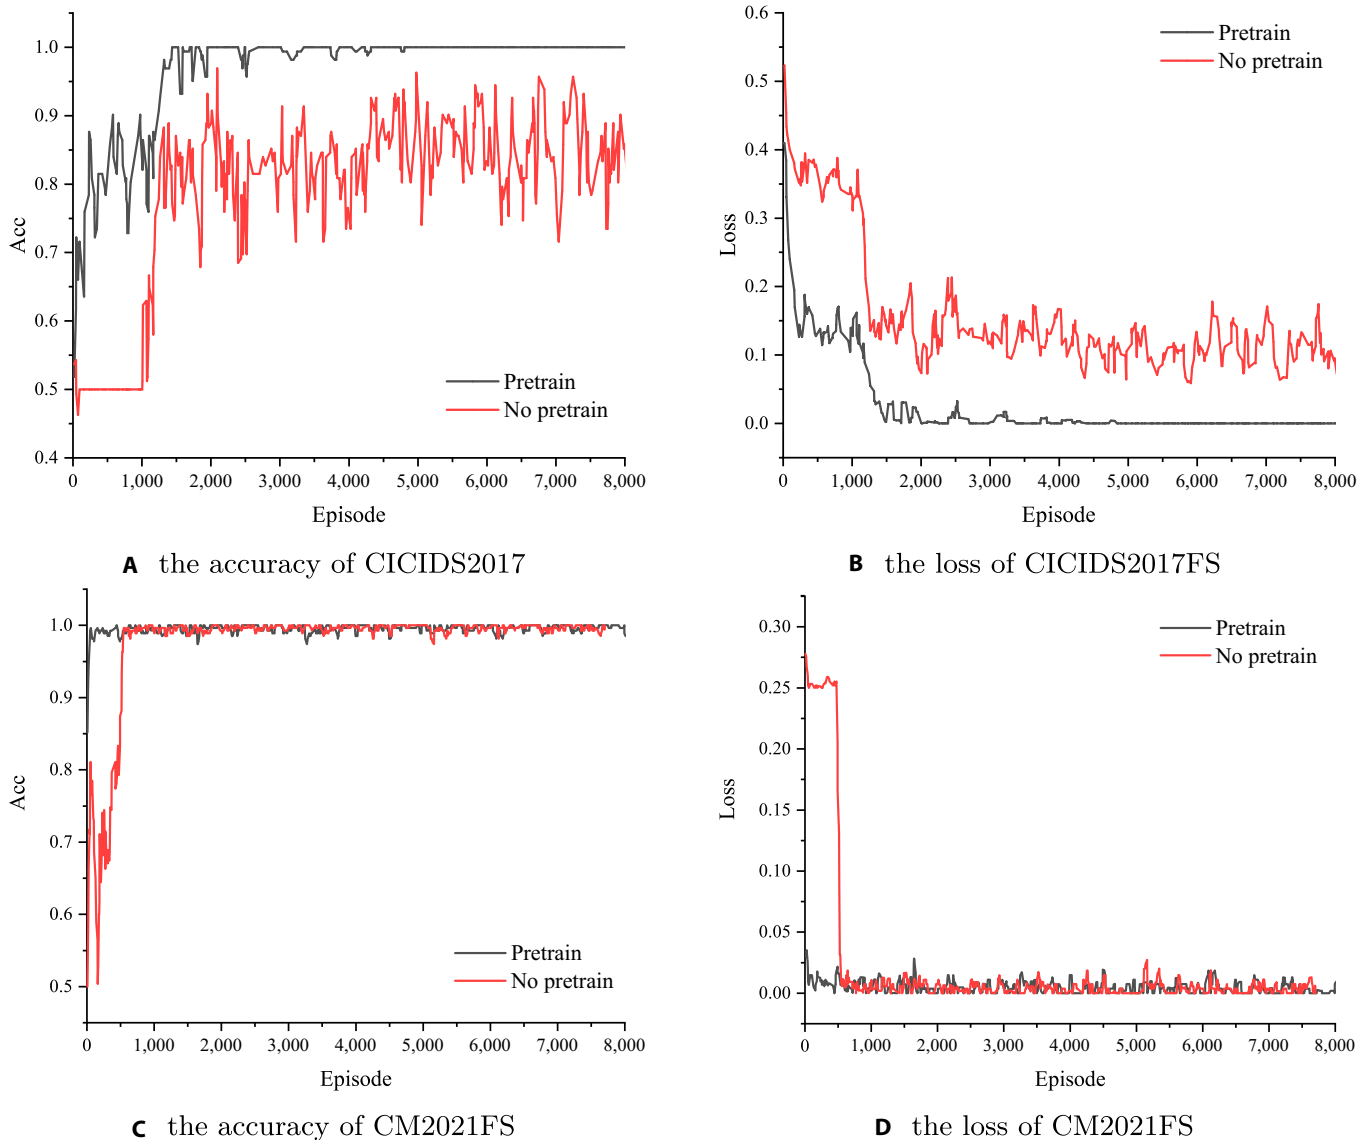 1.0
0.9
0.8
0.7
0.6
0.5
0.4
Acc
Pretrain
No pretrain
0 1,000 2,000 3,000 4,000 5,000 6,000 7,000 8,000
Episode
A the accuracy of CICIDS2017
0.6
0.5
0.4
0.3
0.2
0.1
0.0
Loss
Pretrain
No pretrain
0 1,000 2,000 3,000 4,000 5,000 6,000 7,000 8,000
Episode
B the loss of CICIDS2017FS
1.0
0.9
0.8
0.7
0.6
0.5
Acc
Pretrain
No pretrain
0 1,000 2,000 3,000 4,000 5,000 6,000 7,000 8,000
Episode
C the accuracy of CM2021FS
0.30
0.25
0.20
0.15
0.10
0.05
0.00
Loss
Pretrain
No pretrain
0 1,000 2,000 3,000 4,000 5,000 6,000 7,000 8,000
Episode
D the loss of CM2021FS